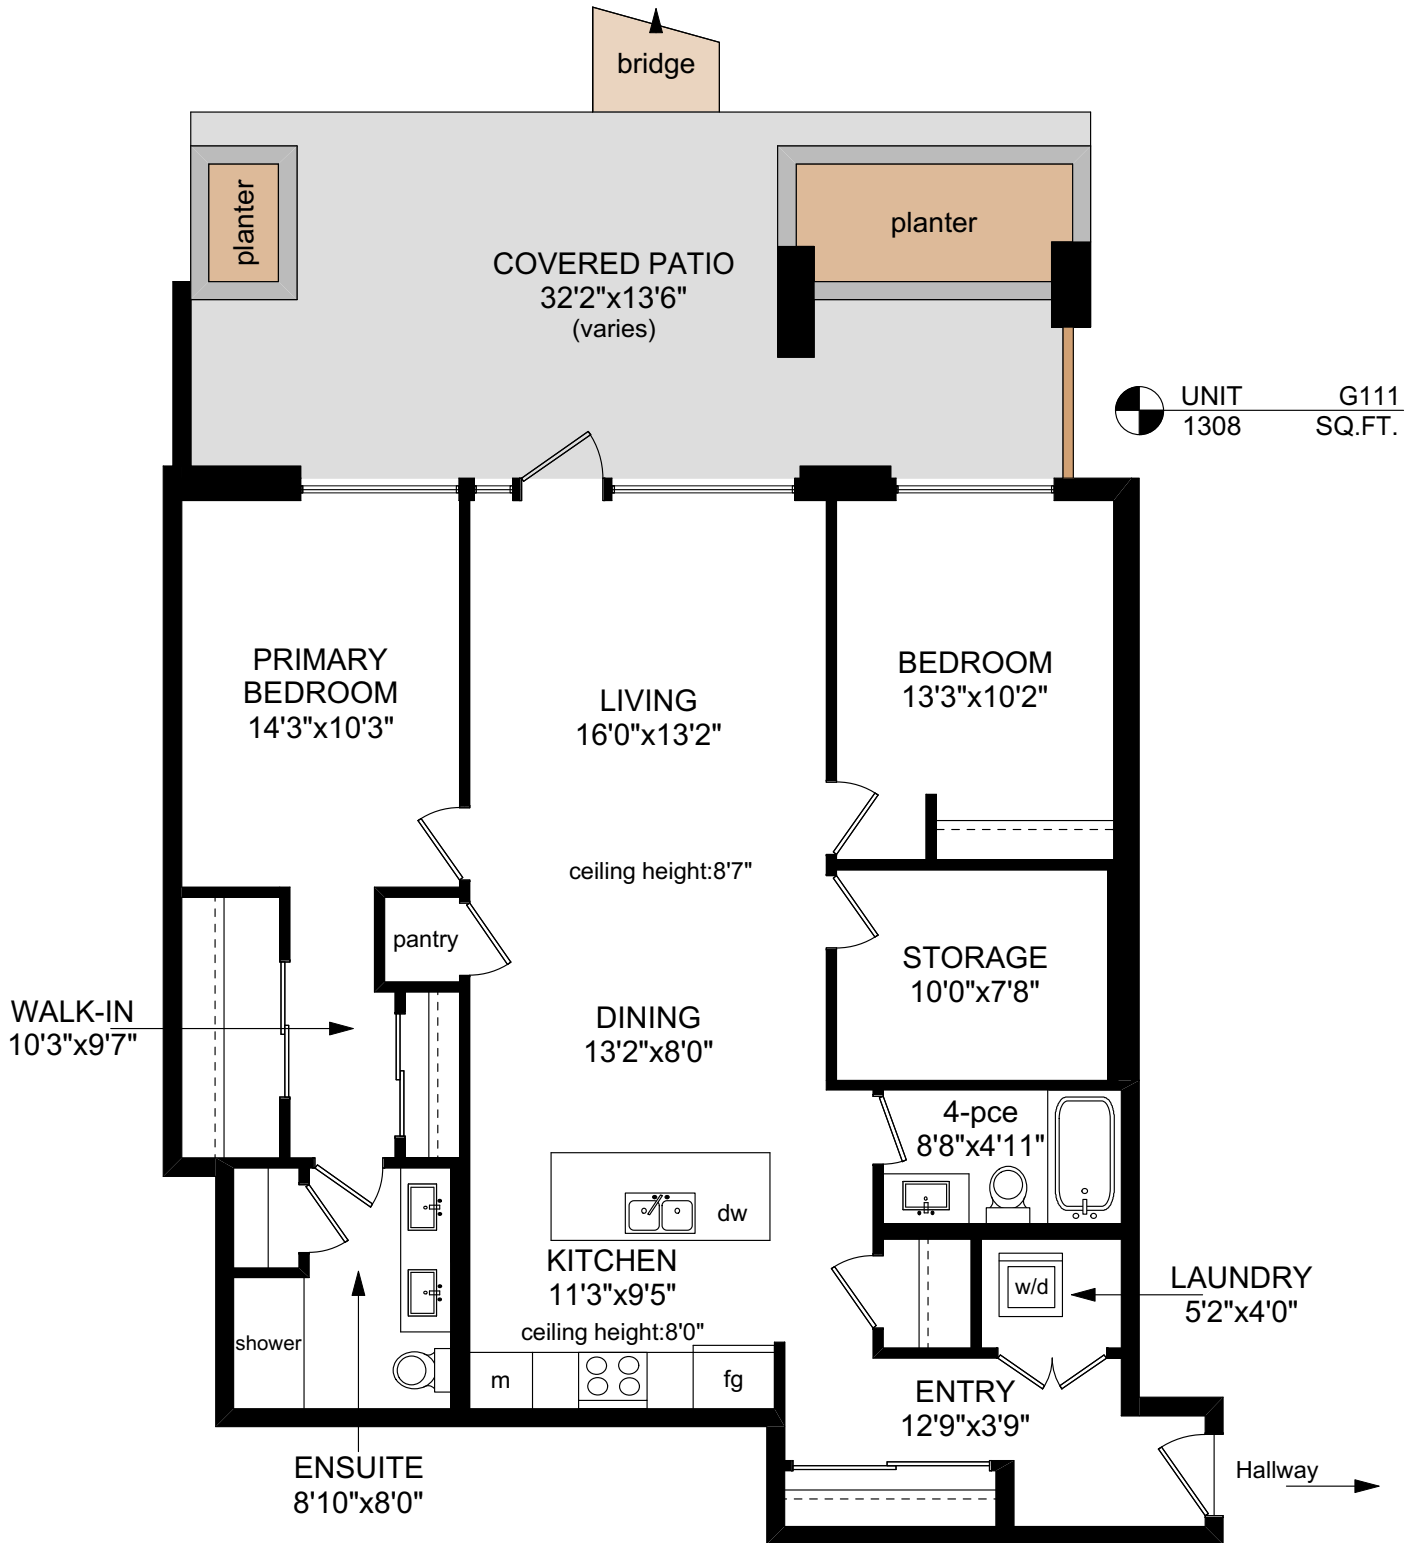 bridge
planter
planter
COVERED PATIO
32'2"x13'6"
(varies)
UNIT G111
1308 SQ.FT.
PRIMARY
BEDROOM
14'3"x10'3"
LIVING
16'0"x13'2"
BEDROOM
13'3"x10'2"
ceiling height:8'7"
pantry
STORAGE
10'0"x7'8"
WALK-IN
10'3"x9'7"
DINING
13'2"x8'0"
4-pce
8'8"x4'11"
dw
KITCHEN
11'3"x9'5"
ceiling height:8'0"
w/d
LAUNDRY
5'2"x4'0"
shower
m
fg
ENTRY
12'9"x3'9"
ENSUITE
8'10"x8'0"
Hallway